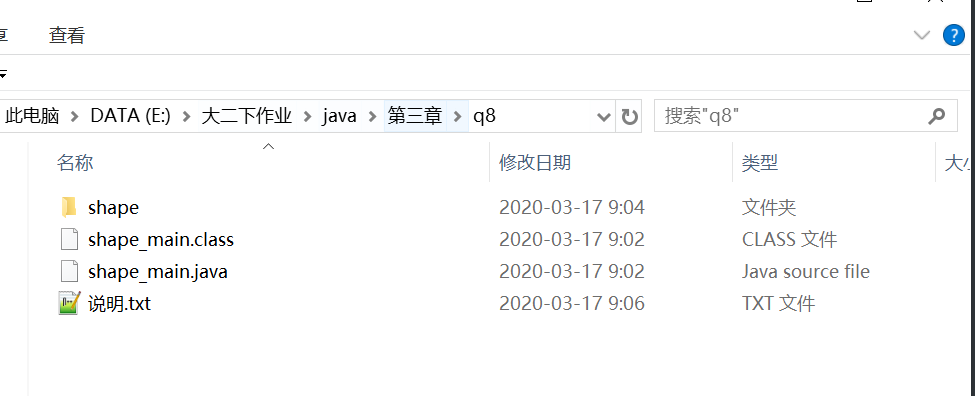 查看
此电脑 > DATA (E:) > 大二下作业 > java > 第三章 > q8 搜索"q8"
名称 修改日期 类型
shape 2020-03-17 9:04 文件夹
shape_main.class 2020-03-17 9:02 CLASS 文件
shape_main.java 2020-03-17 9:02 Java source file
说明.txt 2020-03-17 9:06 TXT 文件